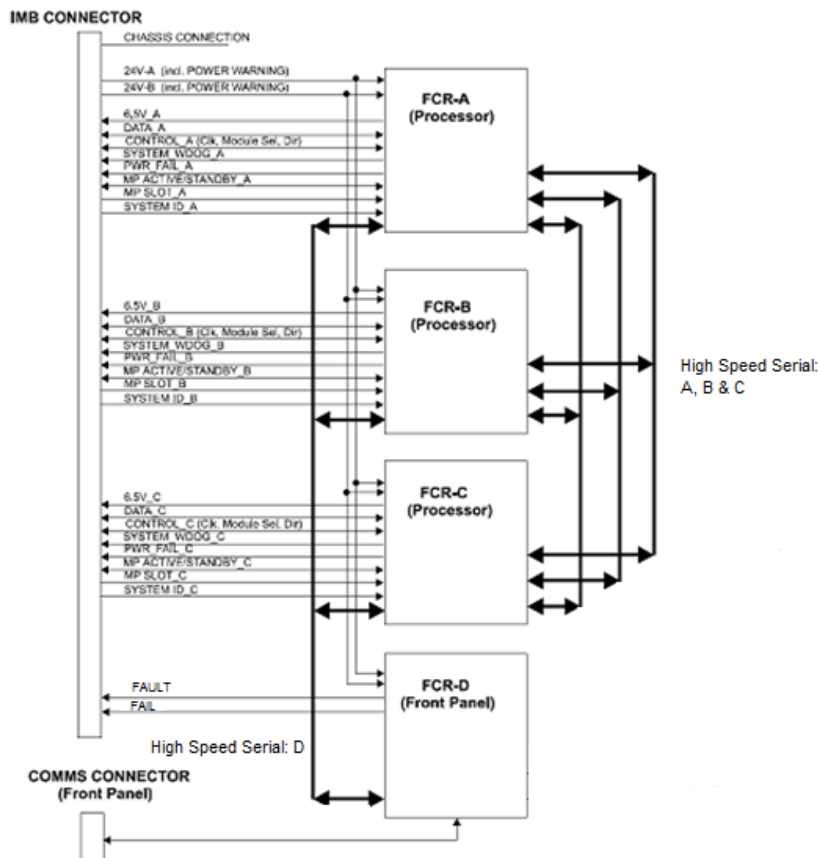 IMB CONNECTOR
CHASSIS CONNECTION
24V-A (incl. POWER WARNING)
24V-B (incl. POWER WARNING)
FCR-A
(Processor)
6,5V_A
DATA_A
CONTROL_A (Clk, Module Sel, Dir)
SYSTEM_WDOG_A
PWR_FAIL_A
MP ACTIVE/STANDBY_A
MP SLOT_A
SYSTEM ID_A
FCR-B
(Processor)
6.5V_B
DATA_B
CONTROL_B (Clk, Module Sel, Dir)
SYSTEM_WDOG_B
PWR_FAIL_B
MP ACTIVE/STANDBY_B
MP SLOT_B
SYSTEM ID_B
High Speed Serial:
A, B & C
FCR-C
(Processor)
6.5V_C
DATA_C
CONTROL_C (Clk, Module Sel, Dir)
SYSTEM_WDOG_C
PWR_FAIL_C
MP ACTIVE/STANDBY_C
MP SLOT_C
SYSTEM ID_C
FCR-D
(Front Panel)
FAULT
FAIL
High Speed Serial: D
COMMS CONNECTOR
(Front Panel)